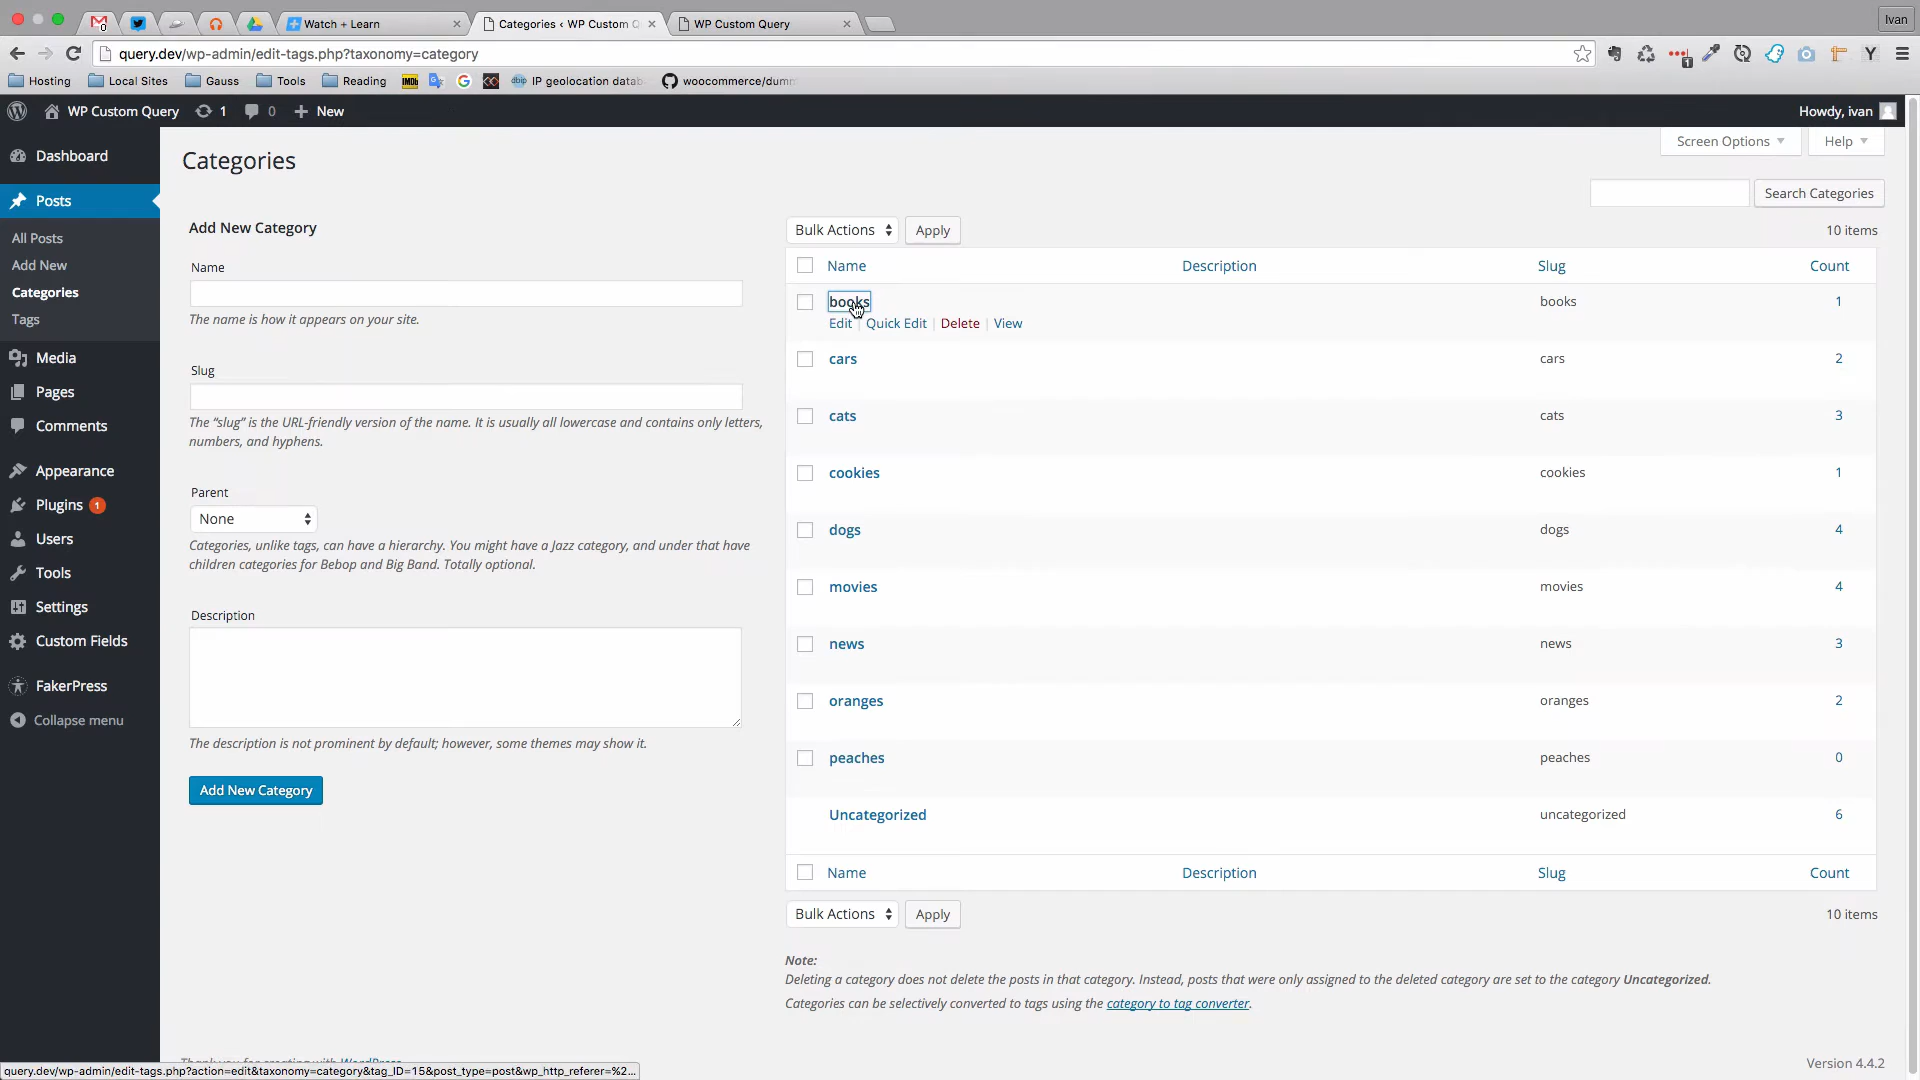 Watch + Learn
Categories ‹ WP Custom Q
WP Custom Query
Ivan
query.dev/wp-admin/edit-tags.php?taxonomy=category
Hosting
Local Sites
Gauss
Tools
Reading
IMDb
IP geolocation datab
woocommerce/dumm
WP Custom Query
1
0
New
Howdy, ivan
Dashboard
Posts
All Posts
Add New
Categories
Tags
Media
Pages
Comments
Appearance
Plugins 1
Users
Tools
Settings
Custom Fields
FakerPress
Collapse menu
Categories
Screen Options
Help
Search Categories
Add New Category
Name
The name is how it appears on your site.
Slug
The “slug” is the URL-friendly version of the name. It is usually all lowercase and contains only letters,
numbers, and hyphens.
Parent
None
Categories, unlike tags, can have a hierarchy. You might have a Jazz category, and under that have
children categories for Bebop and Big Band. Totally optional.
Description
The description is not prominent by default; however, some themes may show it.
Add New Category
Bulk Actions Apply 10 items
Name Description Slug Count
books books 1
Edit | Quick Edit | Delete | View
cars cars 2
cats cats 3
cookies cookies 1
dogs dogs 4
movies movies 4
news news 3
oranges oranges 2
peaches peaches 0
Uncategorized uncategorized 6
Name Description Slug Count
Bulk Actions Apply 10 items
Note:
Deleting a category does not delete the posts in that category. Instead, posts that were only assigned to the deleted category are set to the category Uncategorized.
Categories can be selectively converted to tags using the category to tag converter.
Thank you for creating with WordPress.
Version 4.4.2
query.dev/wp-admin/edit-tags.php?action=edit&taxonomy=category&tag_ID=15&post_type=post&wp_http_referer=%2...